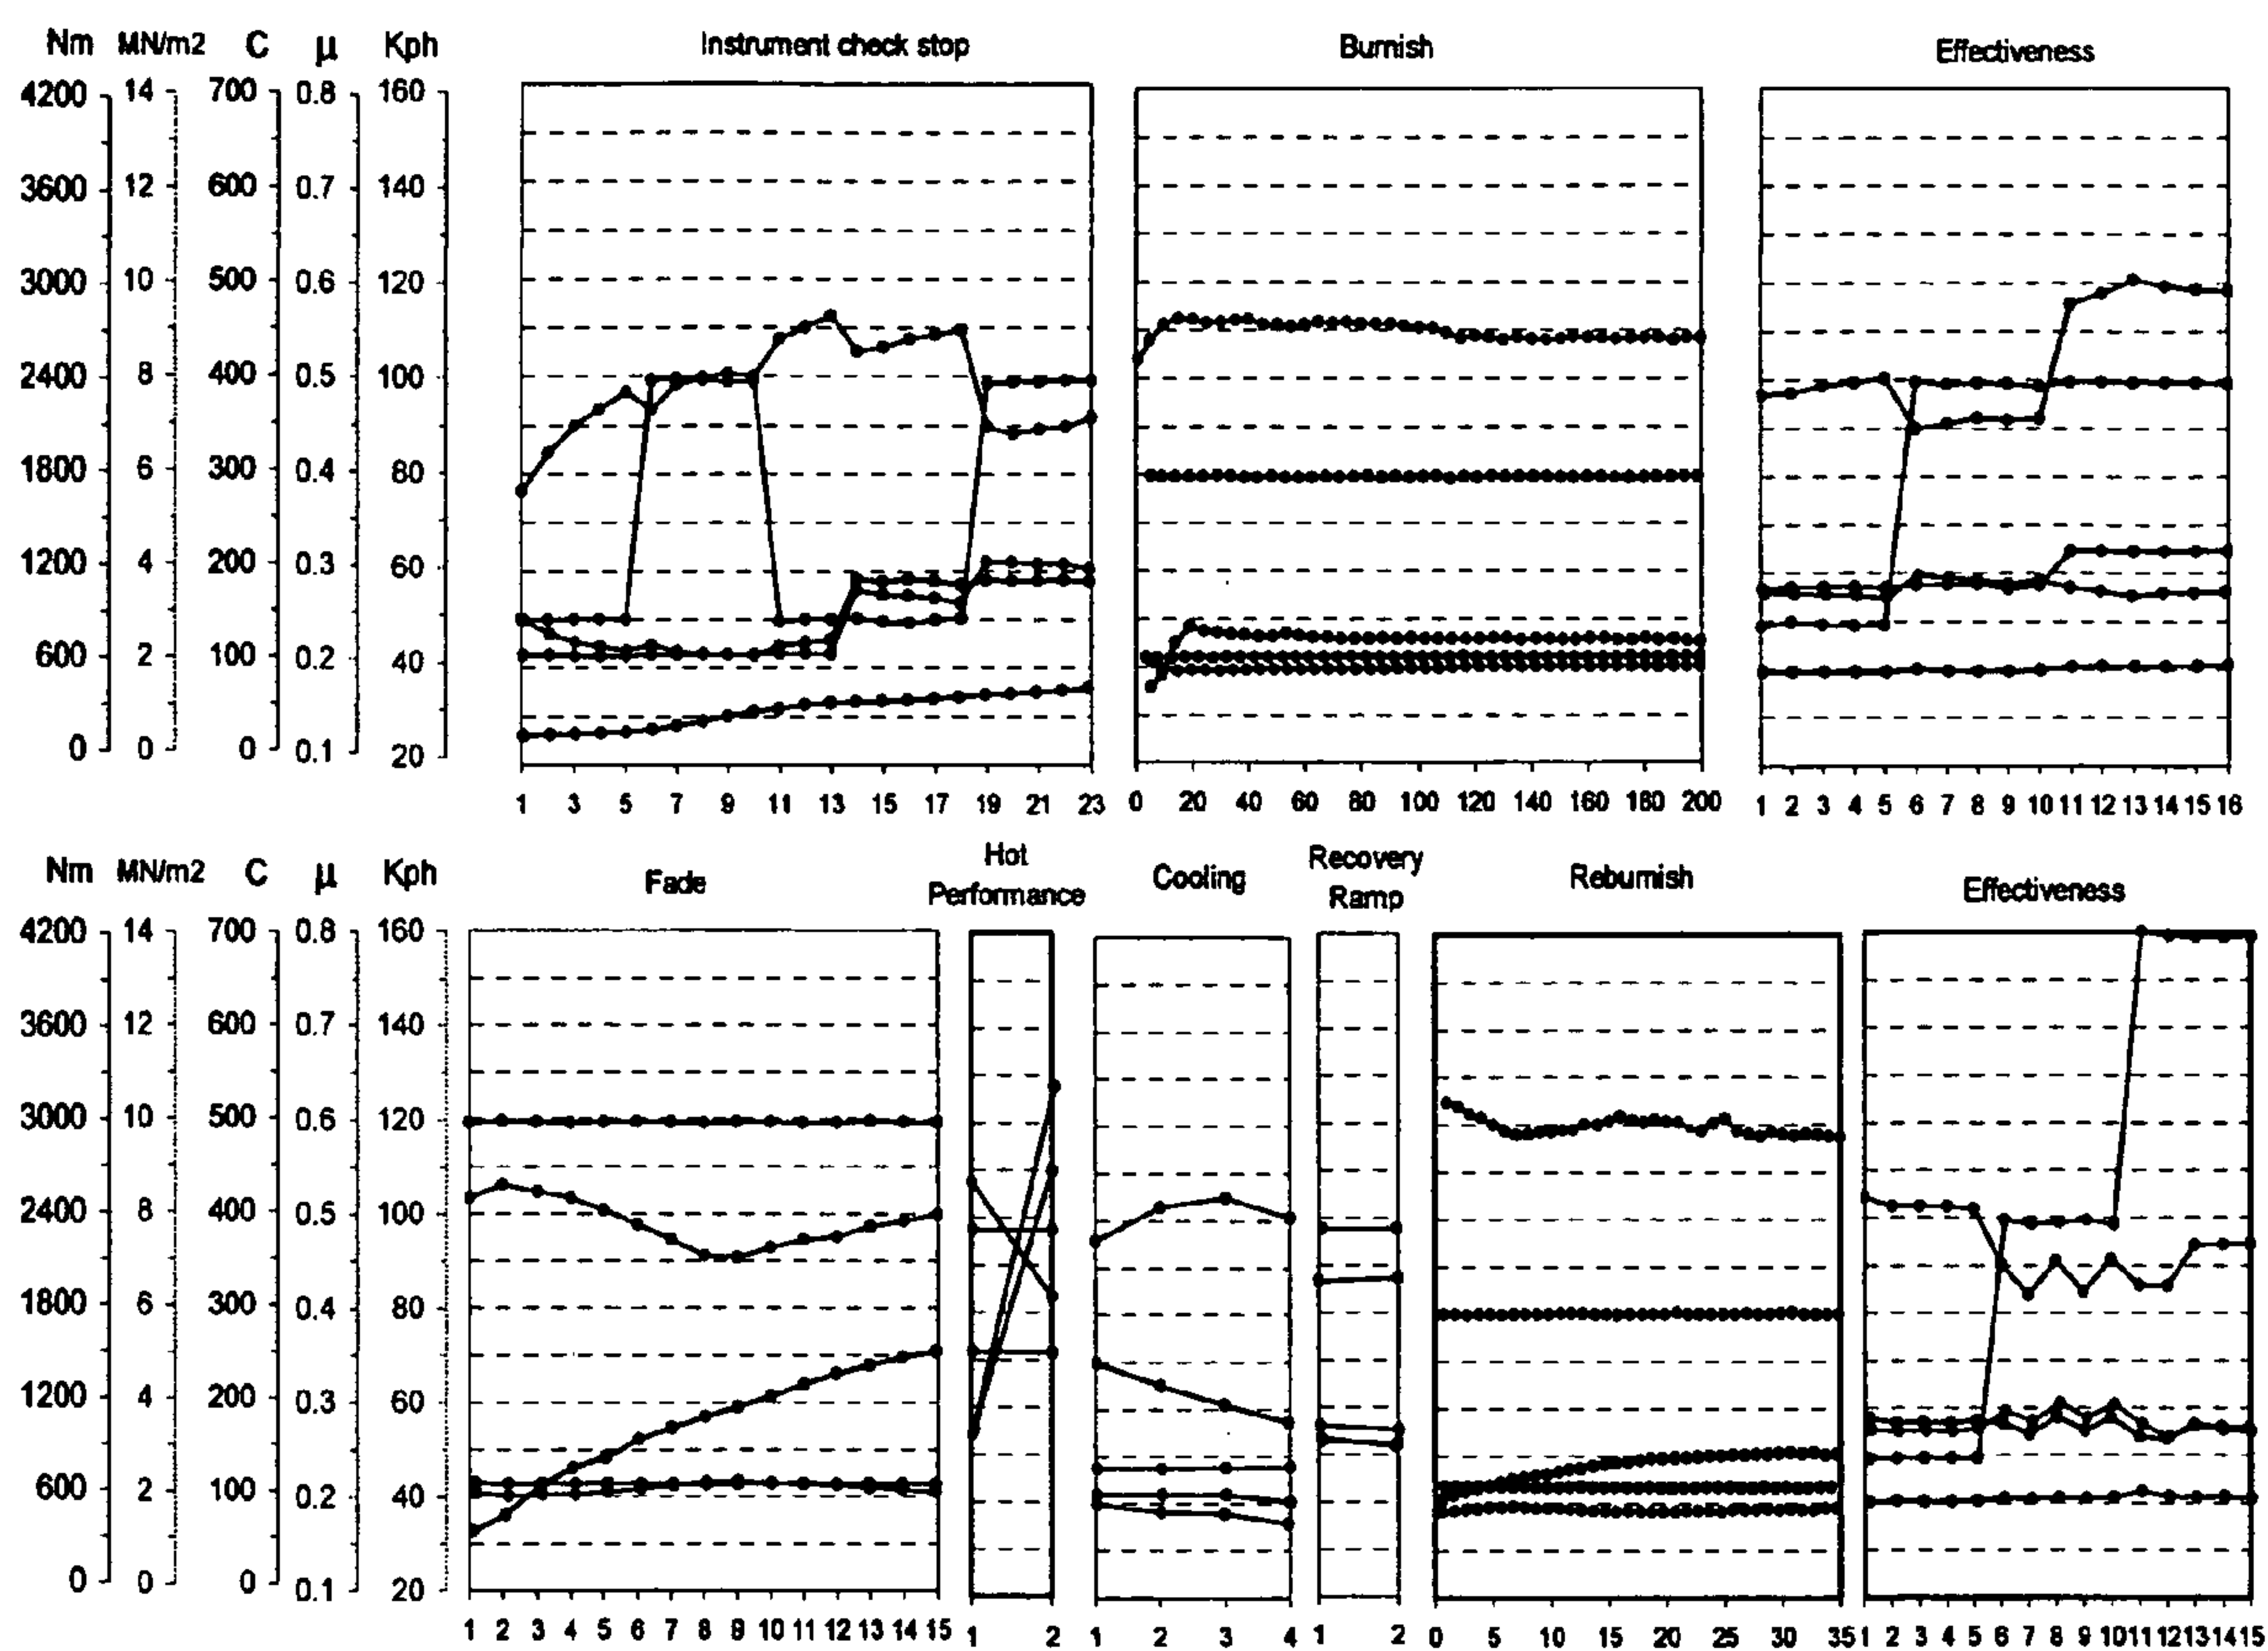 Nm MN/m2 C μ Kph Instrument check stop Burnish Effectiveness
4200 14 700 0.8 160
3600 12 600 0.7 140
3000 10 500 0.6 120
2400 8 400 0.5 100
1800 6 300 0.4 80
1200 4 200 0.3 60
600 2 100 0.2 40
0 0 0 0.1 20
1 3 5 7 9 11 13 15 17 19 21 23 0 20 40 60 80 100 120 140 160 180 200 1 2 3 4 5 6 7 8 9 10 11 12 13 14 15 16
Nm MN/m2 C μ Kph Fade Hot Performance Cooling Recovery Ramp Reburnish Effectiveness
4200 14 700 0.8 160
3600 12 600 0.7 140
3000 10 500 0.6 120
2400 8 400 0.5 100
1800 6 300 0.4 80
1200 4 200 0.3 60
600 2 100 0.2 40
0 0 0 0.1 20
1 2 3 4 5 6 7 8 9 10 11 12 13 14 15 1 2 1 2 3 4 1 2 0 5 10 15 20 25 30 35 1 2 3 4 5 6 7 8 9 10 11 12 13 14 15